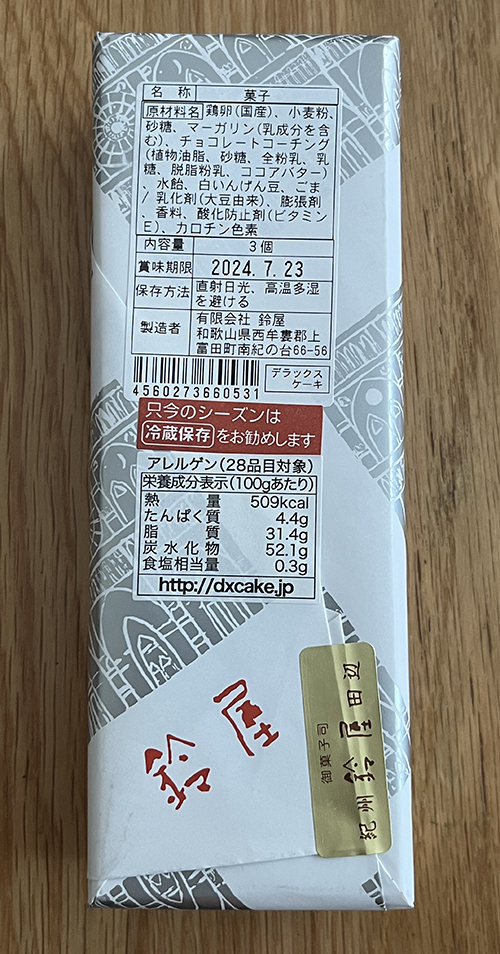 名称 菓子
原材料名 鶏卵(国産)、小麦粉、
砂糖、マーガリン(乳成分を含
む)、チョコレートコーチング
(植物油脂、砂糖、全粉乳、乳
糖、脱脂粉乳、ココアバター)
、水飴、白いんげん豆、ごま
/乳化剤(大豆由来)、膨張剤
、香料、酸化防止剤(ビタミン
E)、カロチン色素
内容量 3個
賞味期限 2024.7.23
保存方法 直射日光、高温多湿
を避ける
製造者 有限会社 鈴屋
和歌山県西牟婁郡上
富田町南紀の台66-56
4560273660531
デラックス
ケーキ
只今のシーズンは
冷蔵保存をお勧めします
アレルゲン(28品目対象)
栄養成分表示(100gあたり)
熱量 509kcal
たんぱく質 4.4g
脂質 31.4g
炭水化物 52.1g
食塩相当量 0.3g
http://dxcake.jp
鈴屋
御菓子司
紀州 鈴屋 田辺